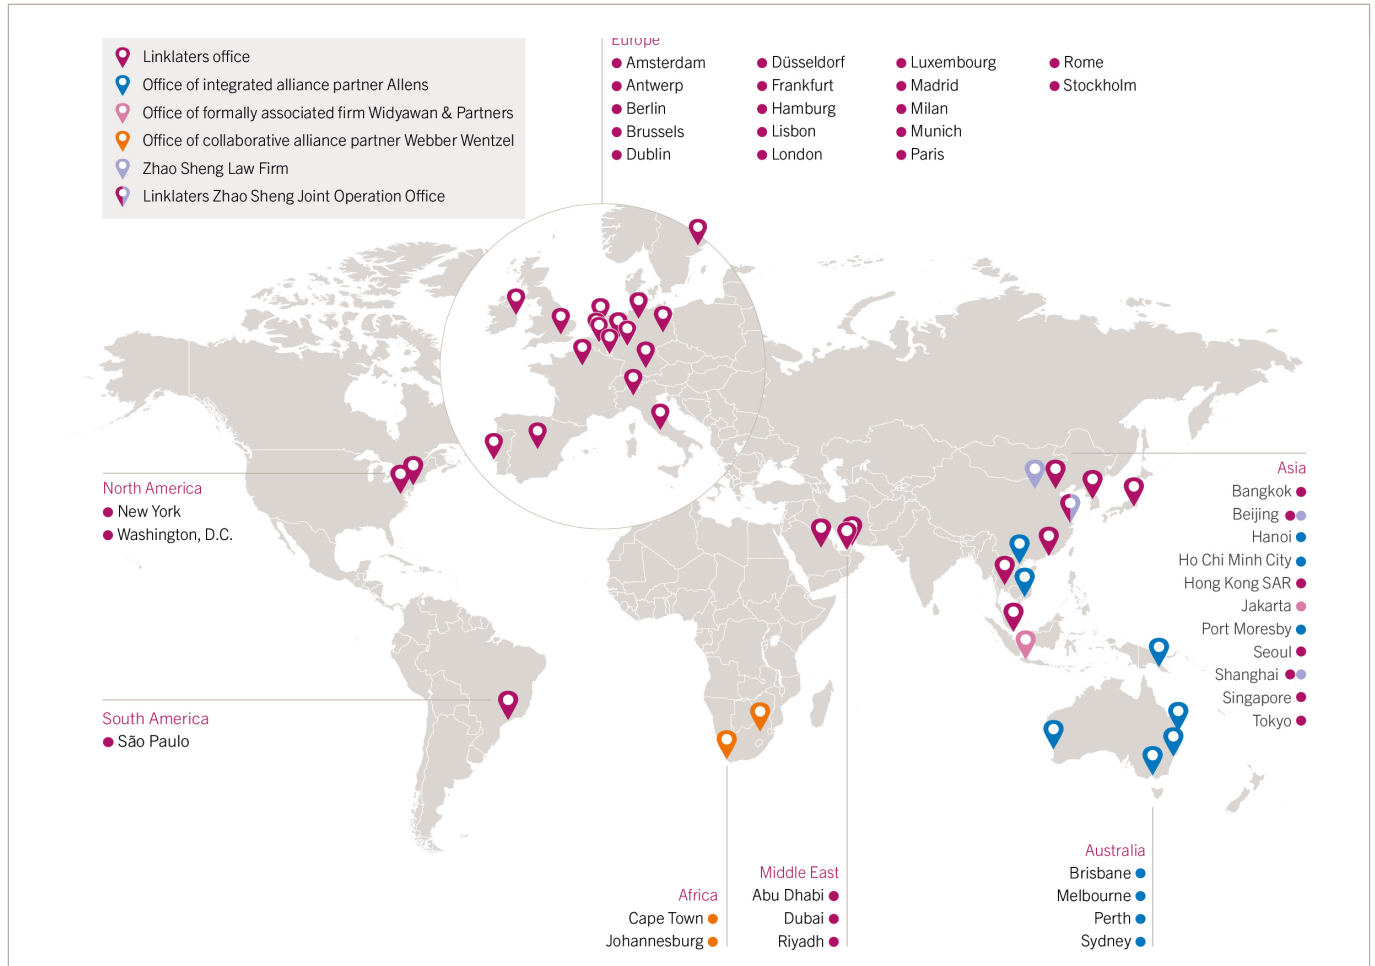 Linklaters office
Office of integrated alliance partner Allens
Office of formally associated firm Widyawan & Partners
Office of collaborative alliance partner Webber Wentzel
Zhao Sheng Law Firm
Linklaters Zhao Sheng Joint Operation Office
Europe
Amsterdam
Antwerp
Berlin
Brussels
Dublin
Düsseldorf
Frankfurt
Hamburg
Lisbon
London
Luxembourg
Madrid
Milan
Munich
Paris
Rome
Stockholm
North America
New York
Washington, D.C.
South America
São Paulo
Africa
Cape Town
Johannesburg
Middle East
Abu Dhabi
Dubai
Riyadh
Asia
Bangkok
Beijing
Hanoi
Ho Chi Minh City
Hong Kong SAR
Jakarta
Port Moresby
Seoul
Shanghai
Singapore
Tokyo
Australia
Brisbane
Melbourne
Perth
Sydney